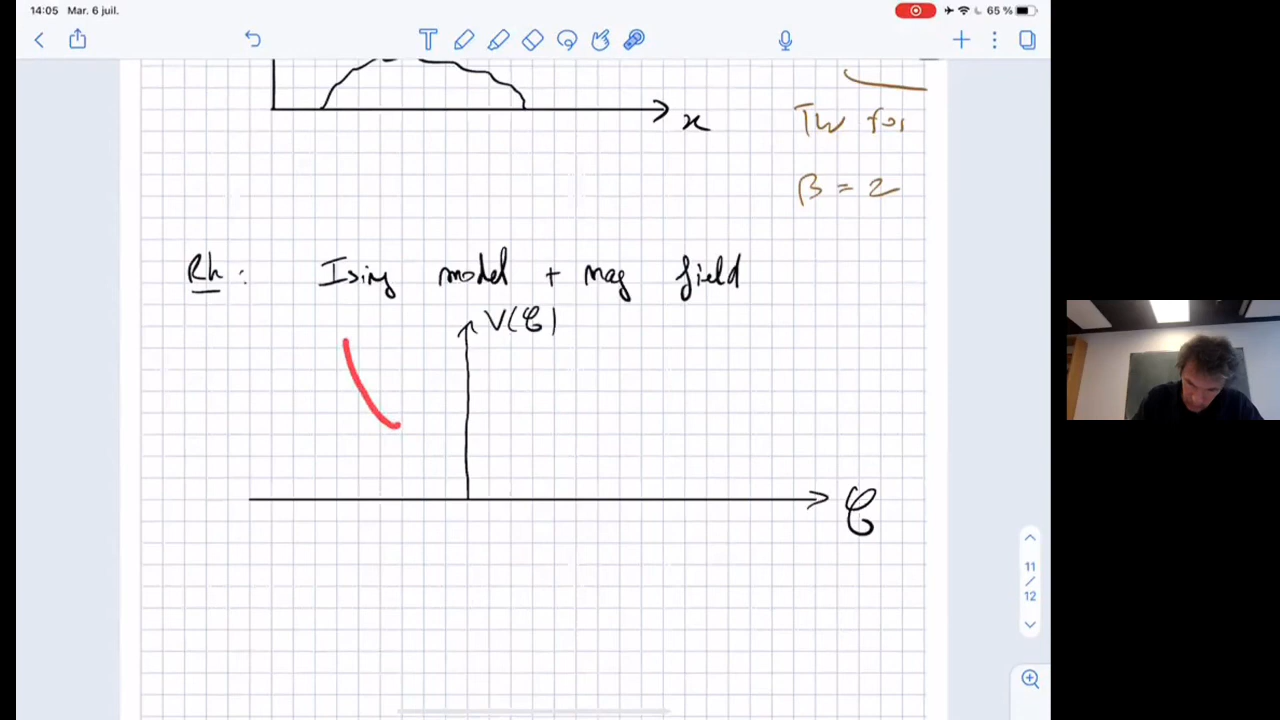 14:05 Mar. 6 juil.
65 %
T
x
TW for
β = 2
Rk : Ising model + mag field
V(𝒞)
𝒞
11
/
12